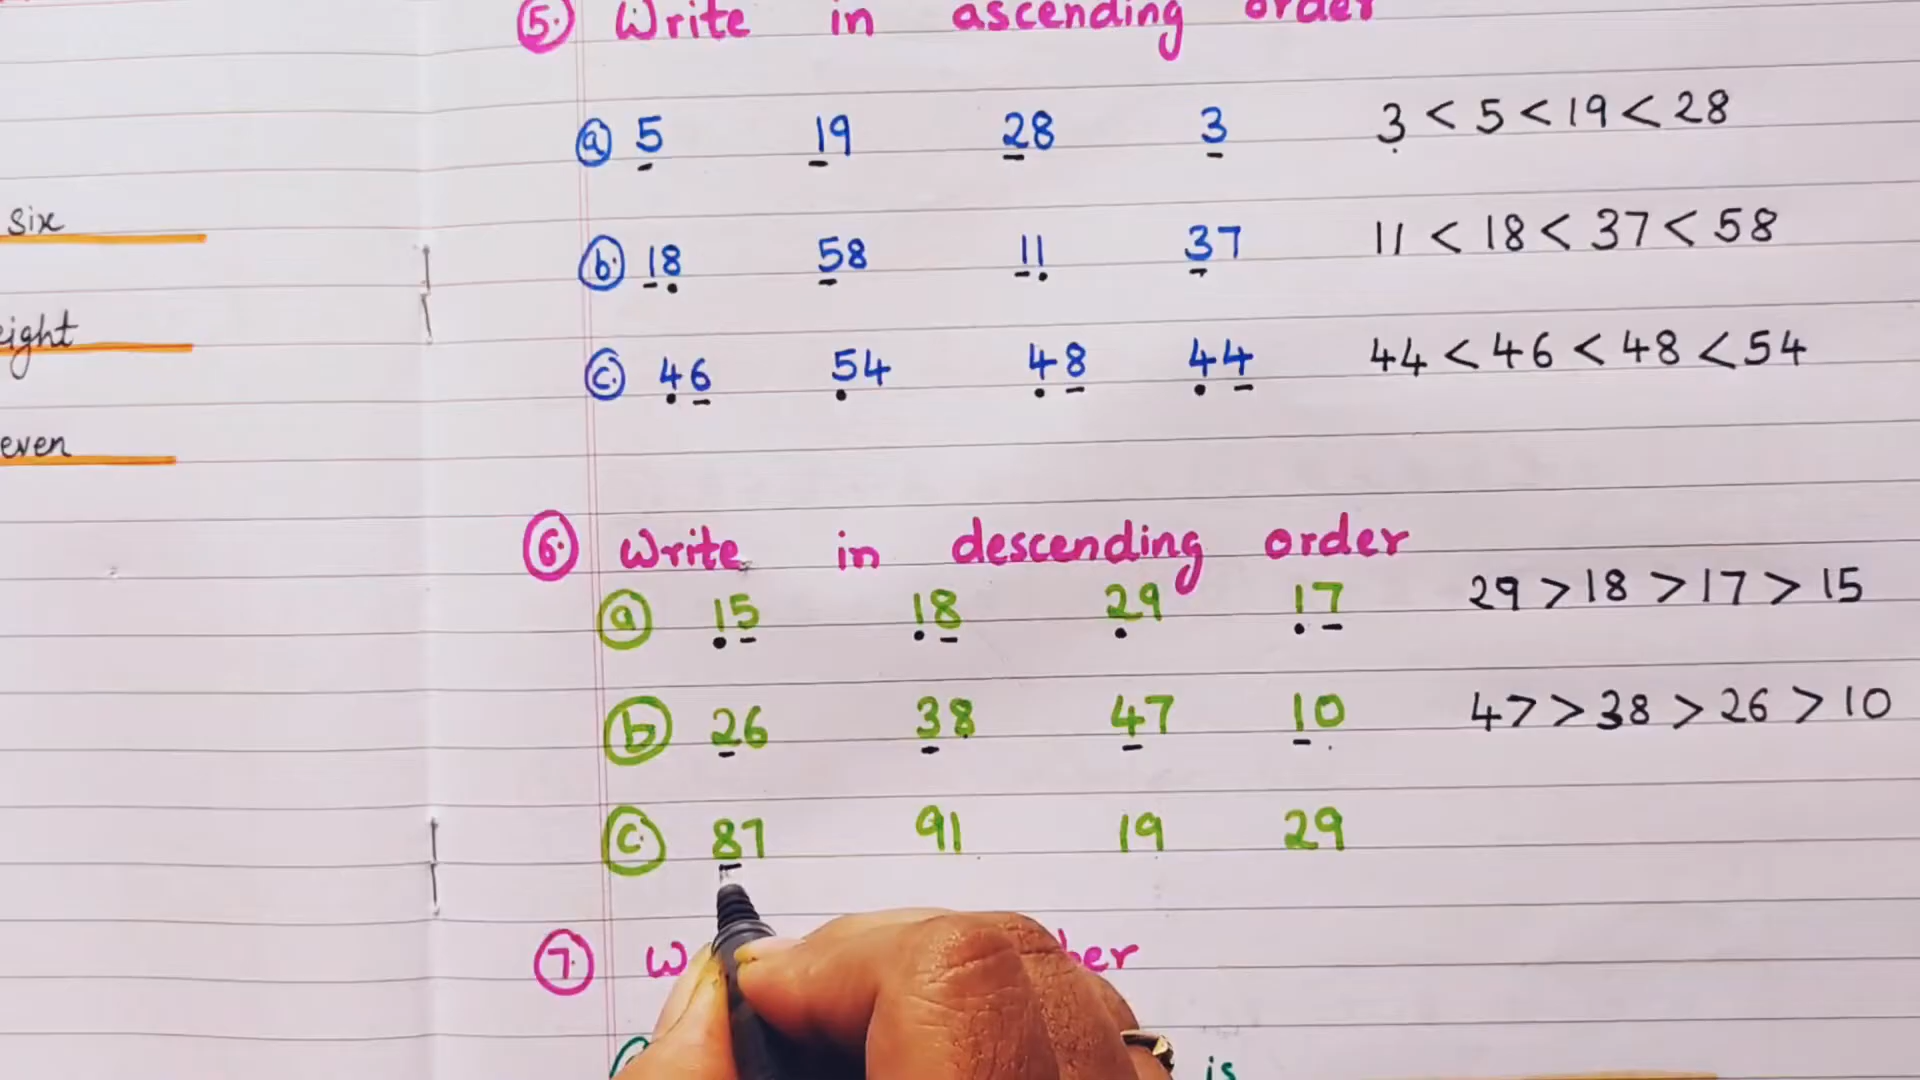 5. Write in ascending order
a 5 19 28 3 3 < 5 < 19 < 28
six
b. 18 58 11 37 11 < 18 < 37 < 58
eight
c. 46 54 48 44 44 < 46 < 48 < 54
even
6. Write in descending order
a 15 18 29 17 29 > 18 > 17 > 15
b 26 38 47 10 47 > 38 > 26 > 10
c. 87 91 19 29
7.
is